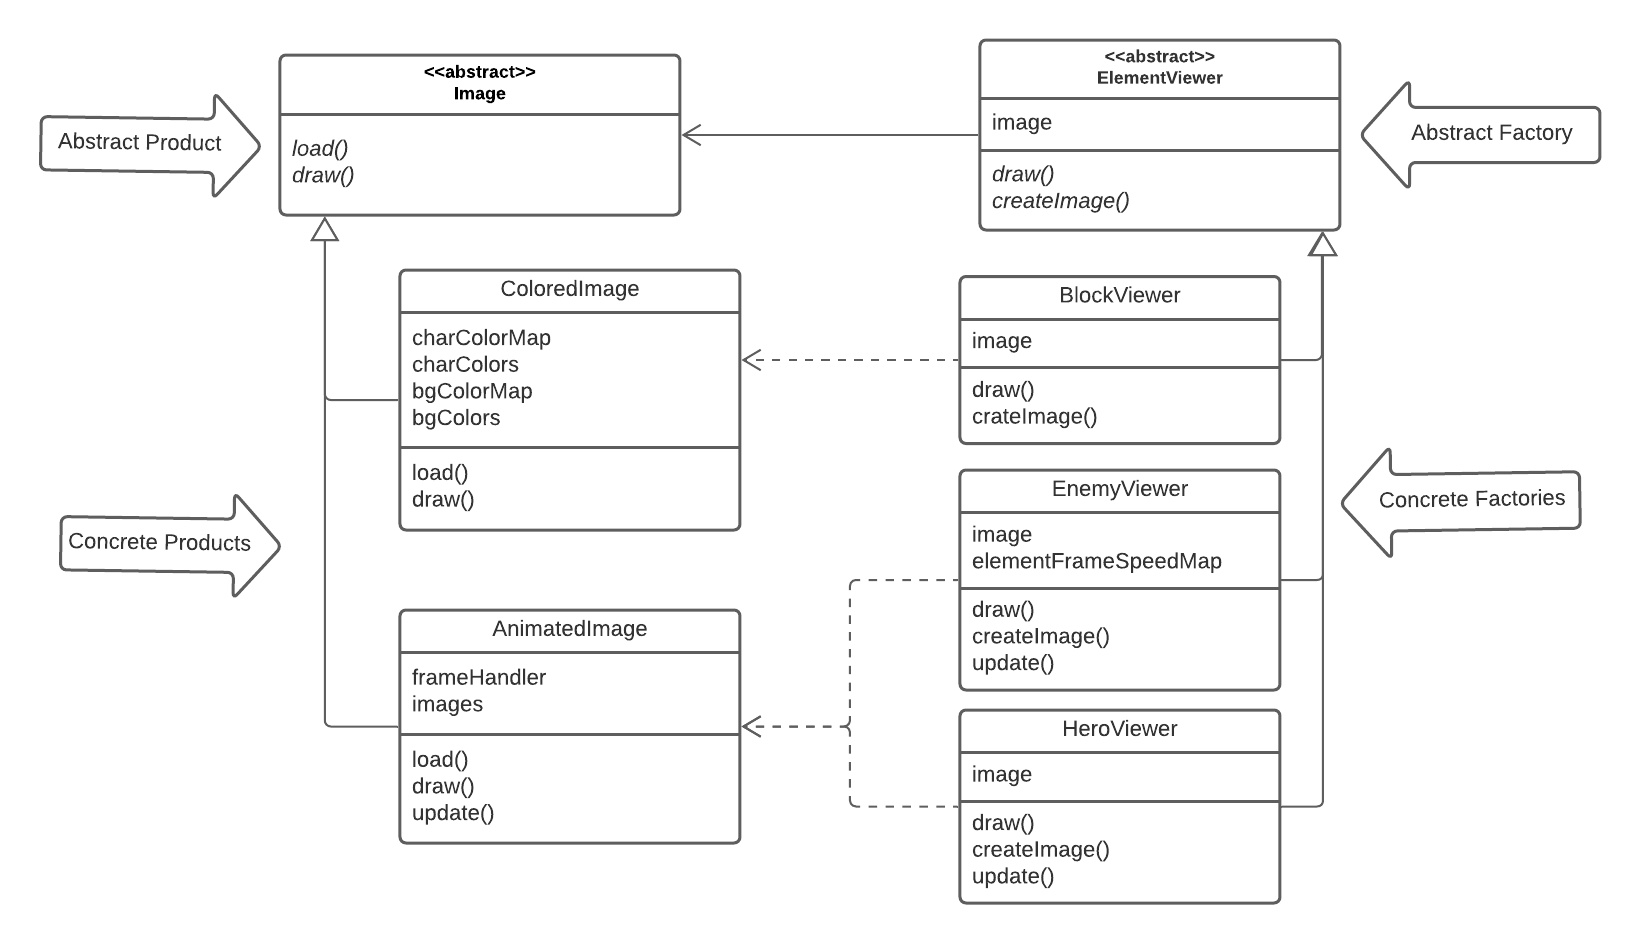 <<abstract>>
Image
load()
draw()
Abstract Product
<<abstract>>
ElementViewer
image
draw()
createImage()
Abstract Factory
ColoredImage
charColorMap
charColors
bgColorMap
bgColors
load()
draw()
BlockViewer
image
draw()
crateImage()
Concrete Products
EnemyViewer
image
elementFrameSpeedMap
draw()
createImage()
update()
Concrete Factories
AnimatedImage
frameHandler
images
load()
draw()
update()
HeroViewer
image
draw()
createImage()
update()